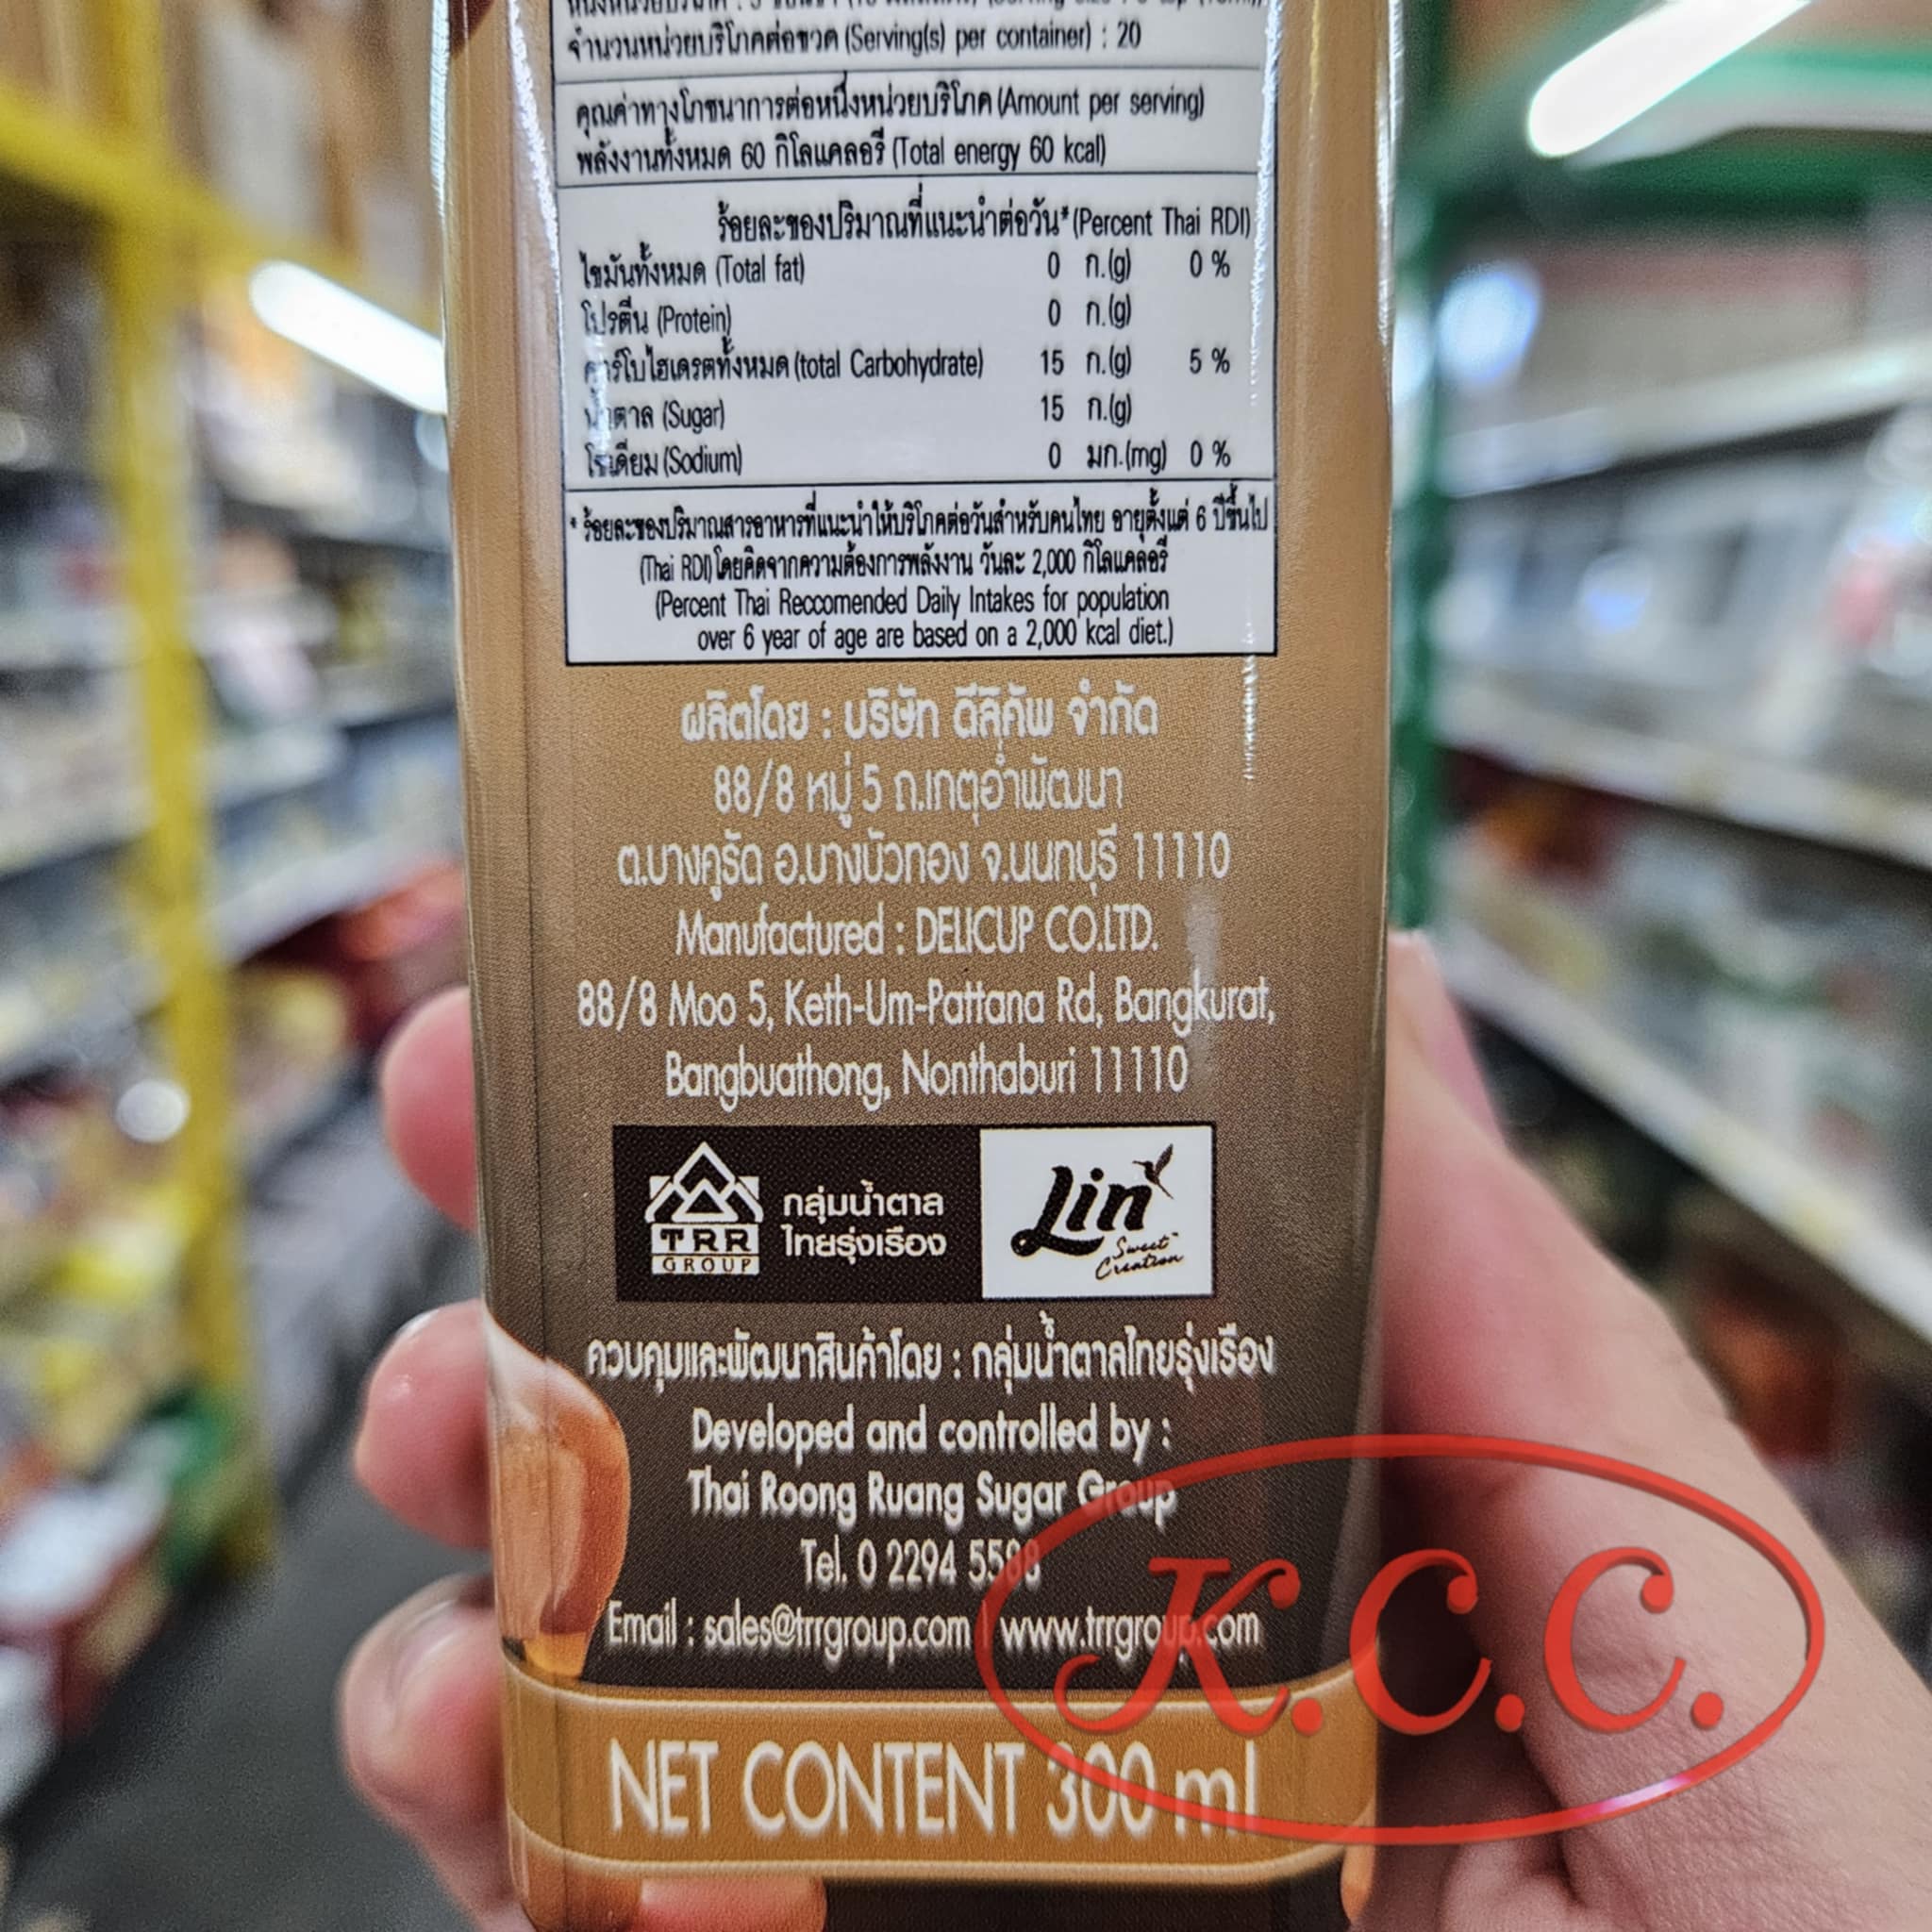 จำนวนหน่วยบริโภคต่อขวด (Serving(s) per container) : 20
คุณค่าทางโภชนาการต่อหนึ่งหน่วยบริโภค (Amount per serving)
พลังงานทั้งหมด 60 กิโลแคลอรี (Total energy 60 kcal)
ร้อยละของปริมาณที่แนะนำต่อวัน* (Percent Thai RDI)
ไขมันทั้งหมด (Total fat) 0 ก.(g) 0 %
โปรตีน (Protein) 0 ก.(g)
คาร์โบไฮเดรตทั้งหมด (total Carbohydrate) 15 ก.(g) 5 %
น้ำตาล (Sugar) 15 ก.(g)
โซเดียม (Sodium) 0 มก.(mg) 0 %
* ร้อยละของปริมาณสารอาหารที่แนะนำให้บริโภคต่อวันสำหรับคนไทย อายุตั้งแต่ 6 ปีขึ้นไป
(Thai RDI) โดยคิดจากความต้องการพลังงาน วันละ 2,000 กิโลแคลอรี
(Percent Thai Reccomended Daily Intakes for population
over 6 year of age are based on a 2,000 kcal diet.)
ผลิตโดย : บริษัท ดีลิคัพ จำกัด
88/8 หมู่ 5 ถ.เกตุอ่ำพัฒนา
ต.บางคูรัด อ.บางบัวทอง จ.นนทบุรี 11110
Manufactured : DELICUP CO.LTD.
88/8 Moo 5, Keth-Um-Pattana Rd, Bangkurat,
Bangbuathong, Nonthaburi 11110
TRR
GROUP
กลุ่มน้ำตาล
ไทยรุ่งเรือง
Lin
Sweet™
Creation
ควบคุมและพัฒนาสินค้าโดย : กลุ่มน้ำตาลไทยรุ่งเรือง
Developed and controlled by :
Thai Roong Ruang Sugar Group
Tel. 0 2294 5588
Email : sales@trrgroup.com | www.trrgroup.com
K.C.C.
NET CONTENT 300 ml